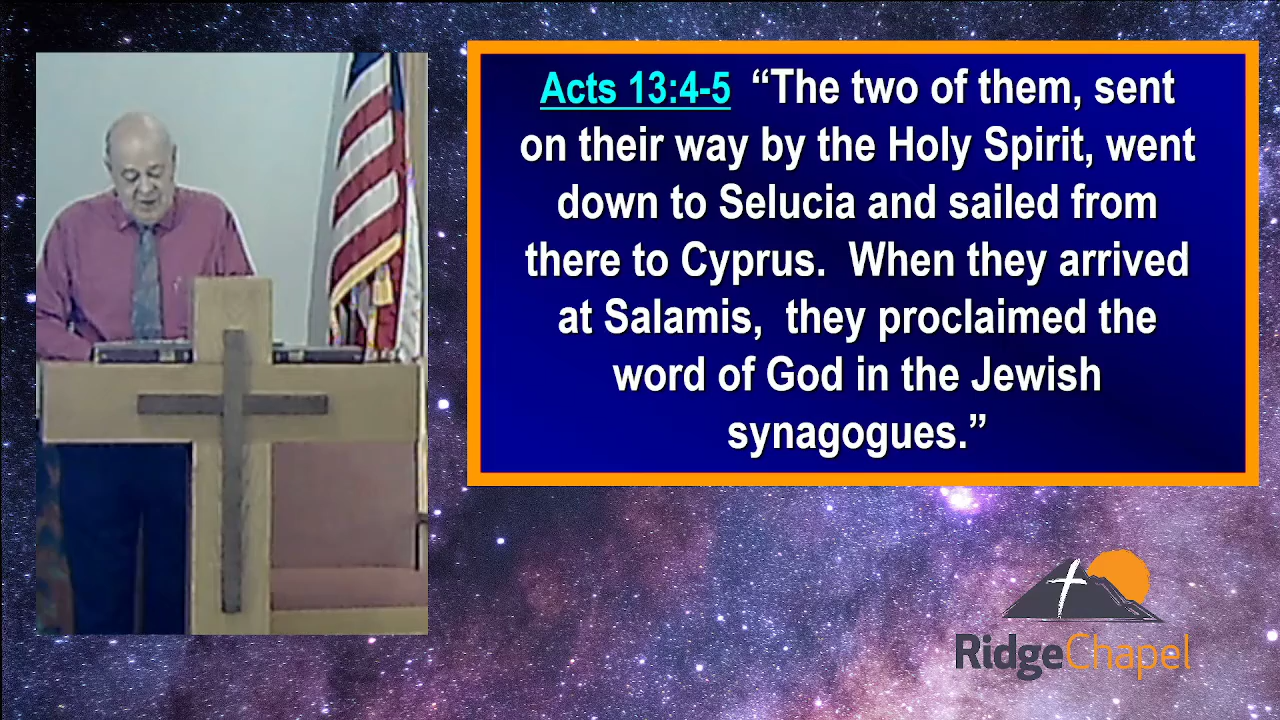 Acts 13:4-5 “The two of them, sent
on their way by the Holy Spirit, went
down to Selucia and sailed from
there to Cyprus. When they arrived
at Salamis, they proclaimed the
word of God in the Jewish
synagogues.”
RidgeChapel